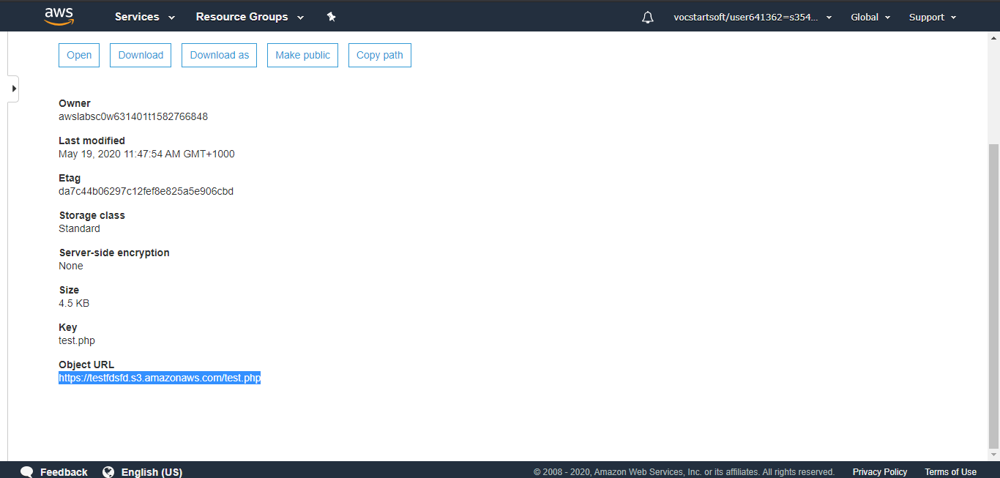 aws
Services
Resource Groups
vocstartsoft/user641362=s354...
Global
Support
Open
Download
Download as
Make public
Copy path
Owner
awslabsc0w631401t1582766848
Last modified
May 19, 2020 11:47:54 AM GMT+1000
Etag
da7c44b06297c12fef8e825a5e906cbd
Storage class
Standard
Server-side encryption
None
Size
4.5 KB
Key
test.php
Object URL
https://testfdsfd.s3.amazonaws.com/test.php
Feedback
English (US)
© 2008 - 2020, Amazon Web Services, Inc. or its affiliates. All rights reserved.
Privacy Policy
Terms of Use